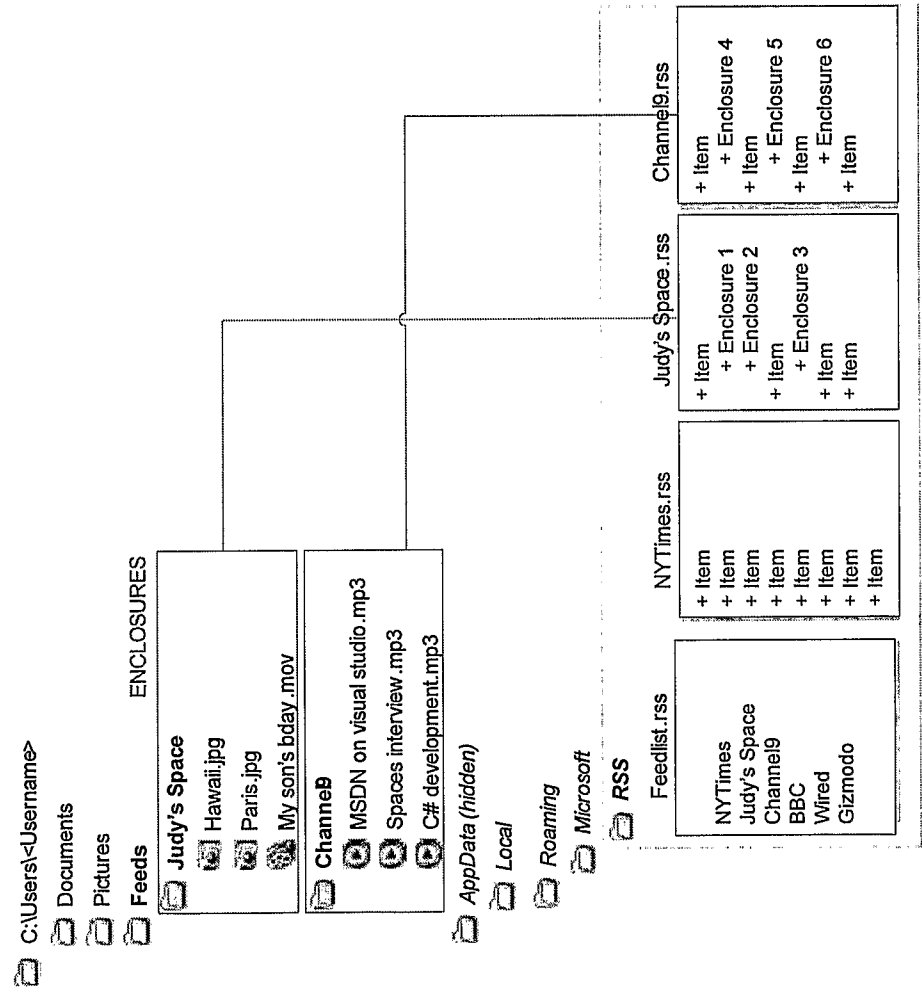 C:\Users\<Username>
Documents
Pictures
Feeds
ENCLOSURES
Judy's Space
Hawaii.jpg
Paris.jpg
My son's bday.mov
Channel9
MSDN on visual studio.mp3
Spaces interview.mp3
C# development.mp3
AppData (hidden)
Local
Roaming
Microsoft
RSS
Feedlist.rss
NYTimes
Judy's Space
Channel9
BBC
Wired
Gizmodo
NYTimes.rss
+ Item
+ Item
+ Item
+ Item
+ Item
+ Item
+ Item
+ Item
Judy's Space.rss
+ Item
+ Enclosure 1
+ Enclosure 2
+ Item
+ Enclosure 3
+ Item
+ Item
Channel9.rss
+ Item
+ Enclosure 4
+ Item
+ Enclosure 5
+ Item
+ Enclosure 6
+ Item